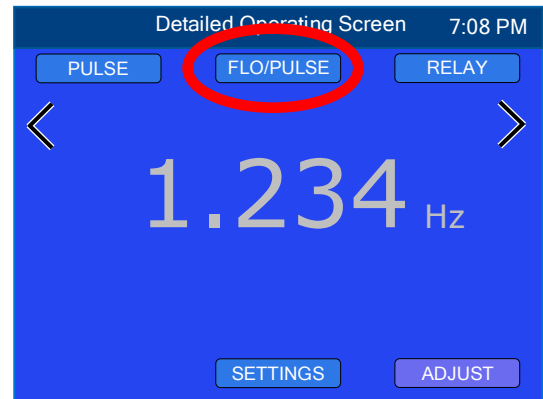 Detailed Operating Screen 7:08 PM
PULSE FLO/PULSE RELAY
1.234 Hz
SETTINGS ADJUST